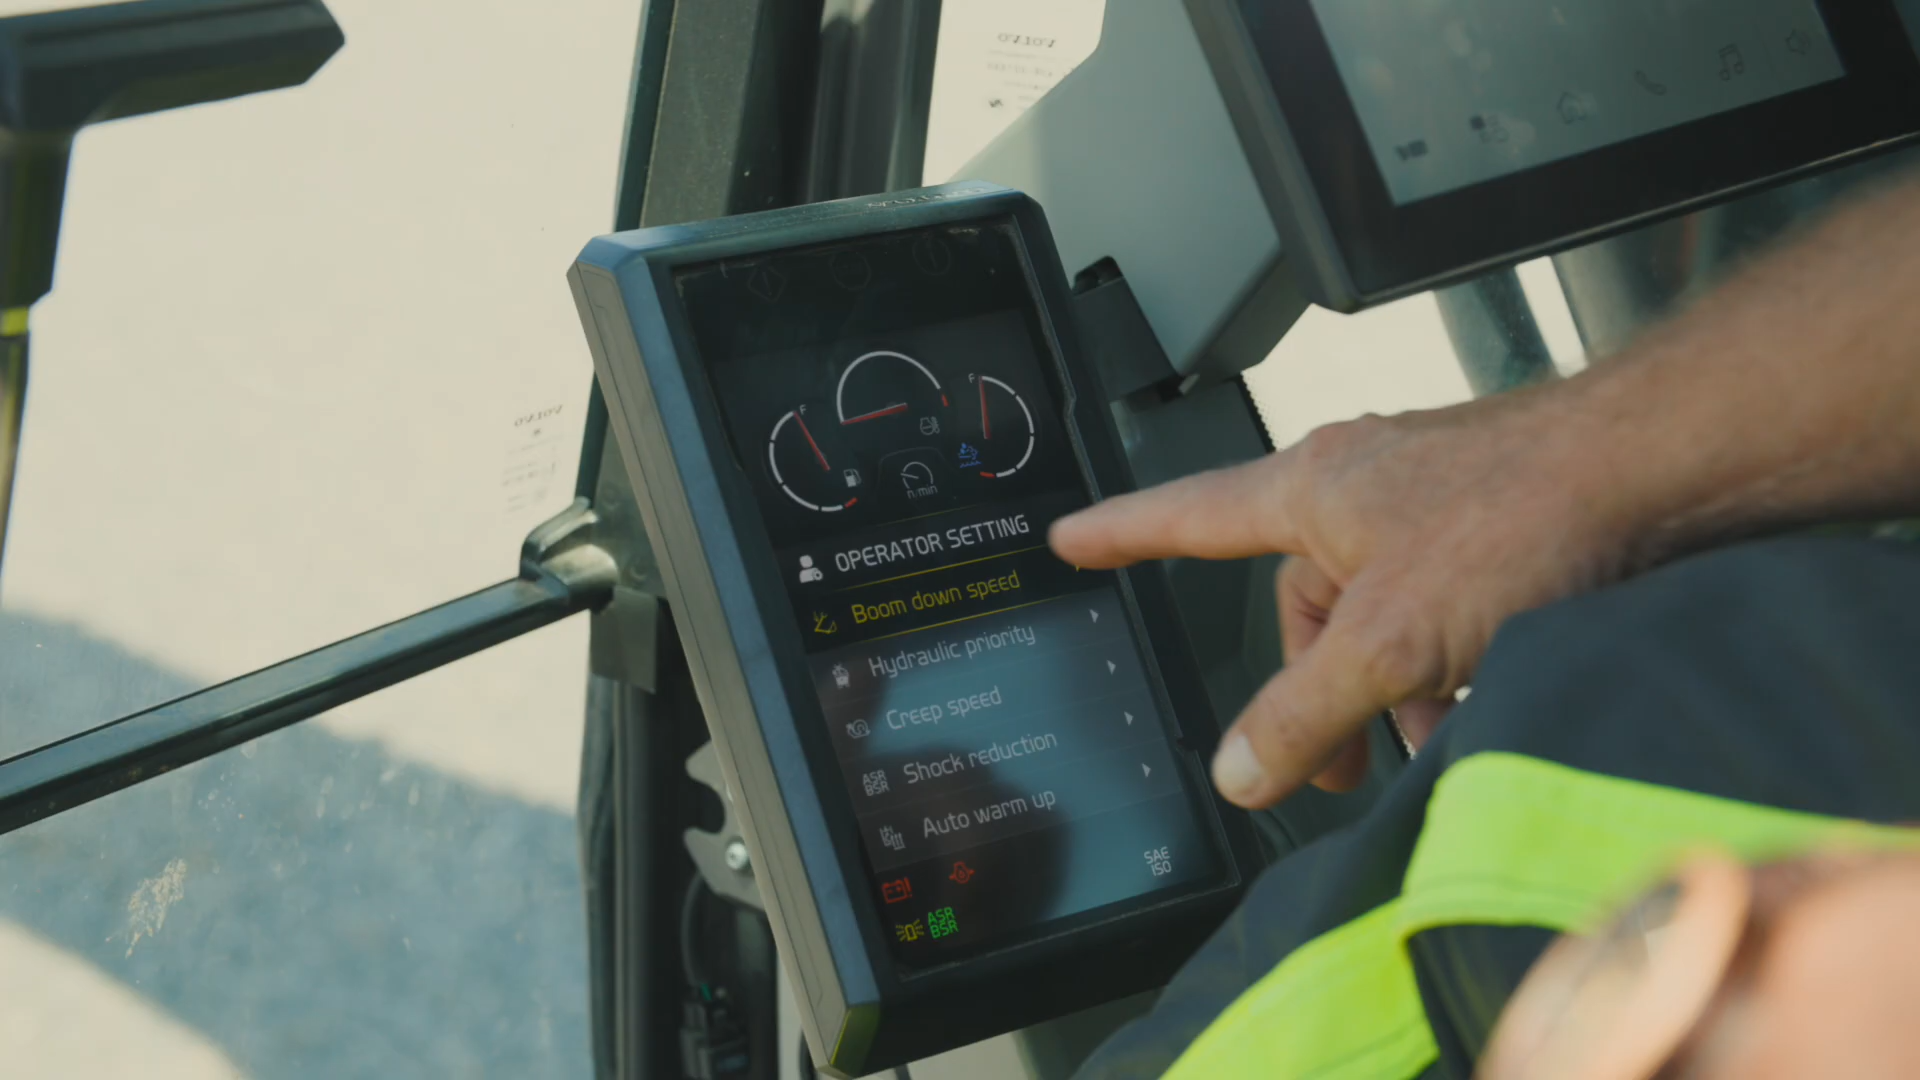 VOLVO
F
F
n/min
OPERATOR SETTING
Boom down speed
Hydraulic priority
Creep speed
ASR
BSR
Shock reduction
Auto warm up
SAE
ISO
ASR
BSR